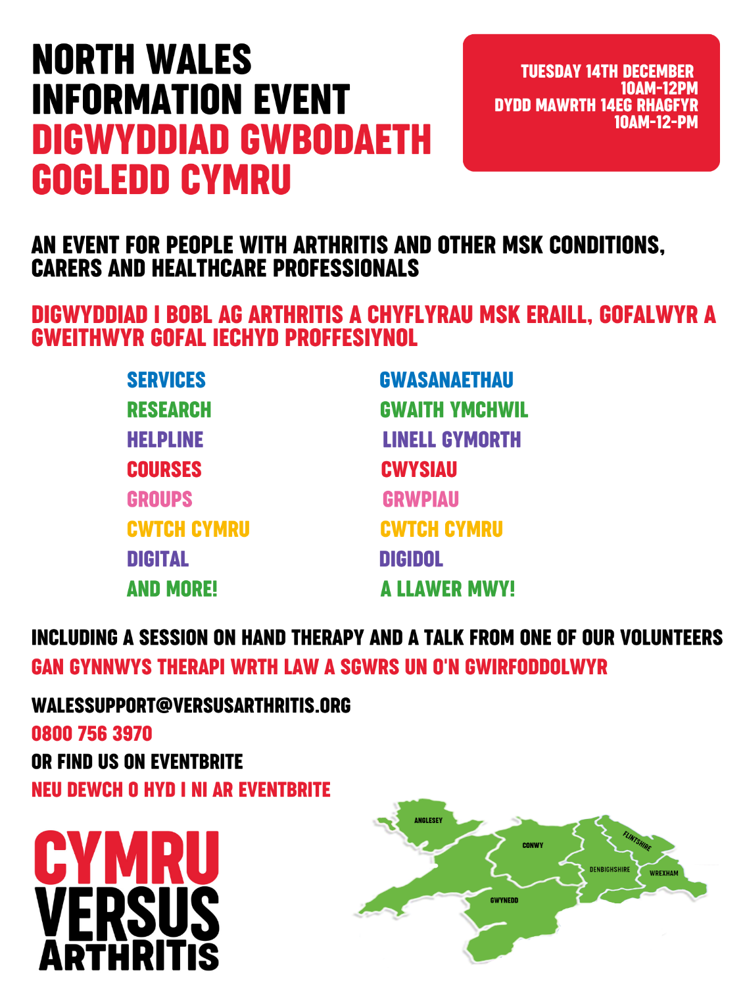 NORTH WALES
INFORMATION EVENT
DIGWYDDIAD GWBODAETH
GOGLEDD CYMRU
TUESDAY 14TH DECEMBER
10AM-12PM
DYDD MAWRTH 14EG RHAGFYR
10AM-12-PM
AN EVENT FOR PEOPLE WITH ARTHRITIS AND OTHER MSK CONDITIONS,
CARERS AND HEALTHCARE PROFESSIONALS
DIGWYDDIAD I BOBL AG ARTHRITIS A CHYFLYRAU MSK ERAILL, GOFALWYR A
GWEITHWYR GOFAL IECHYD PROFFESIYNOL
SERVICES
RESEARCH
HELPLINE
COURSES
GROUPS
CWTCH CYMRU
DIGITAL
AND MORE!
GWASANAETHAU
GWAITH YMCHWIL
LINELL GYMORTH
CWYSIAU
GRWPIAU
CWTCH CYMRU
DIGIDOL
A LLAWER MWY!
INCLUDING A SESSION ON HAND THERAPY AND A TALK FROM ONE OF OUR VOLUNTEERS
GAN GYNNWYS THERAPI WRTH LAW A SGWRS UN O'N GWIRFODDOLWYR
WALESSUPPORT@VERSUSARTHRITIS.ORG
0800 756 3970
OR FIND US ON EVENTBRITE
NEU DEWCH O HYD I NI AR EVENTBRITE
CYMRU
VERSUS
ARTHRITIS
ANGLESEY
CONWY
FLINTSHIRE
DENBIGHSHIRE
WREXHAM
GWYNEDD